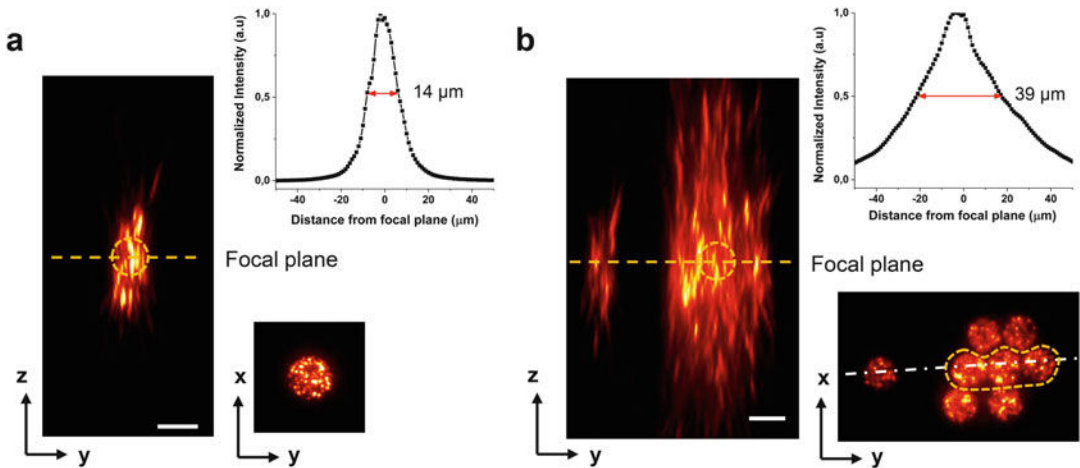 a
1,0
0,5
0,0
Normalized Intensity (a.u)
14 µm
-40 -20 0 20 40
Distance from focal plane (µm)
Focal plane
z
y
x
y
b
1,0
0,5
0,0
Normalized Intensity (a.u)
39 µm
-40 -20 0 20 40
Distance from focal plane (µm)
Focal plane
z
y
x
y